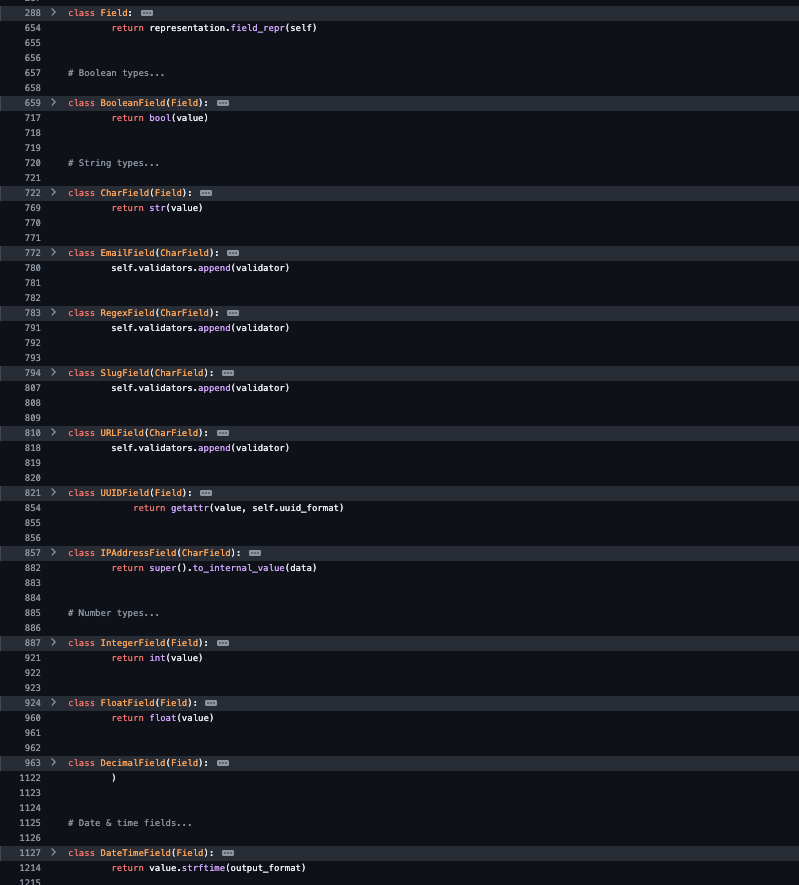 288 class Field:
654 return representation.field_repr(self)
655
656
657 # Boolean types...
658
659 class BooleanField(Field):
717 return bool(value)
718
719
720 # String types...
721
722 class CharField(Field):
769 return str(value)
770
771
772 class EmailField(CharField):
780 self.validators.append(validator)
781
782
783 class RegexField(CharField):
791 self.validators.append(validator)
792
793
794 class SlugField(CharField):
807 self.validators.append(validator)
808
809
810 class URLField(CharField):
818 self.validators.append(validator)
819
820
821 class UUIDField(Field):
854 return getattr(value, self.uuid_format)
855
856
857 class IPAddressField(CharField):
882 return super().to_internal_value(data)
883
884
885 # Number types...
886
887 class IntegerField(Field):
921 return int(value)
922
923
924 class FloatField(Field):
960 return float(value)
961
962
963 class DecimalField(Field):
1122 )
1123
1124
1125 # Date & time fields...
1126
1127 class DateTimeField(Field):
1214 return value.strftime(output_format)
1215